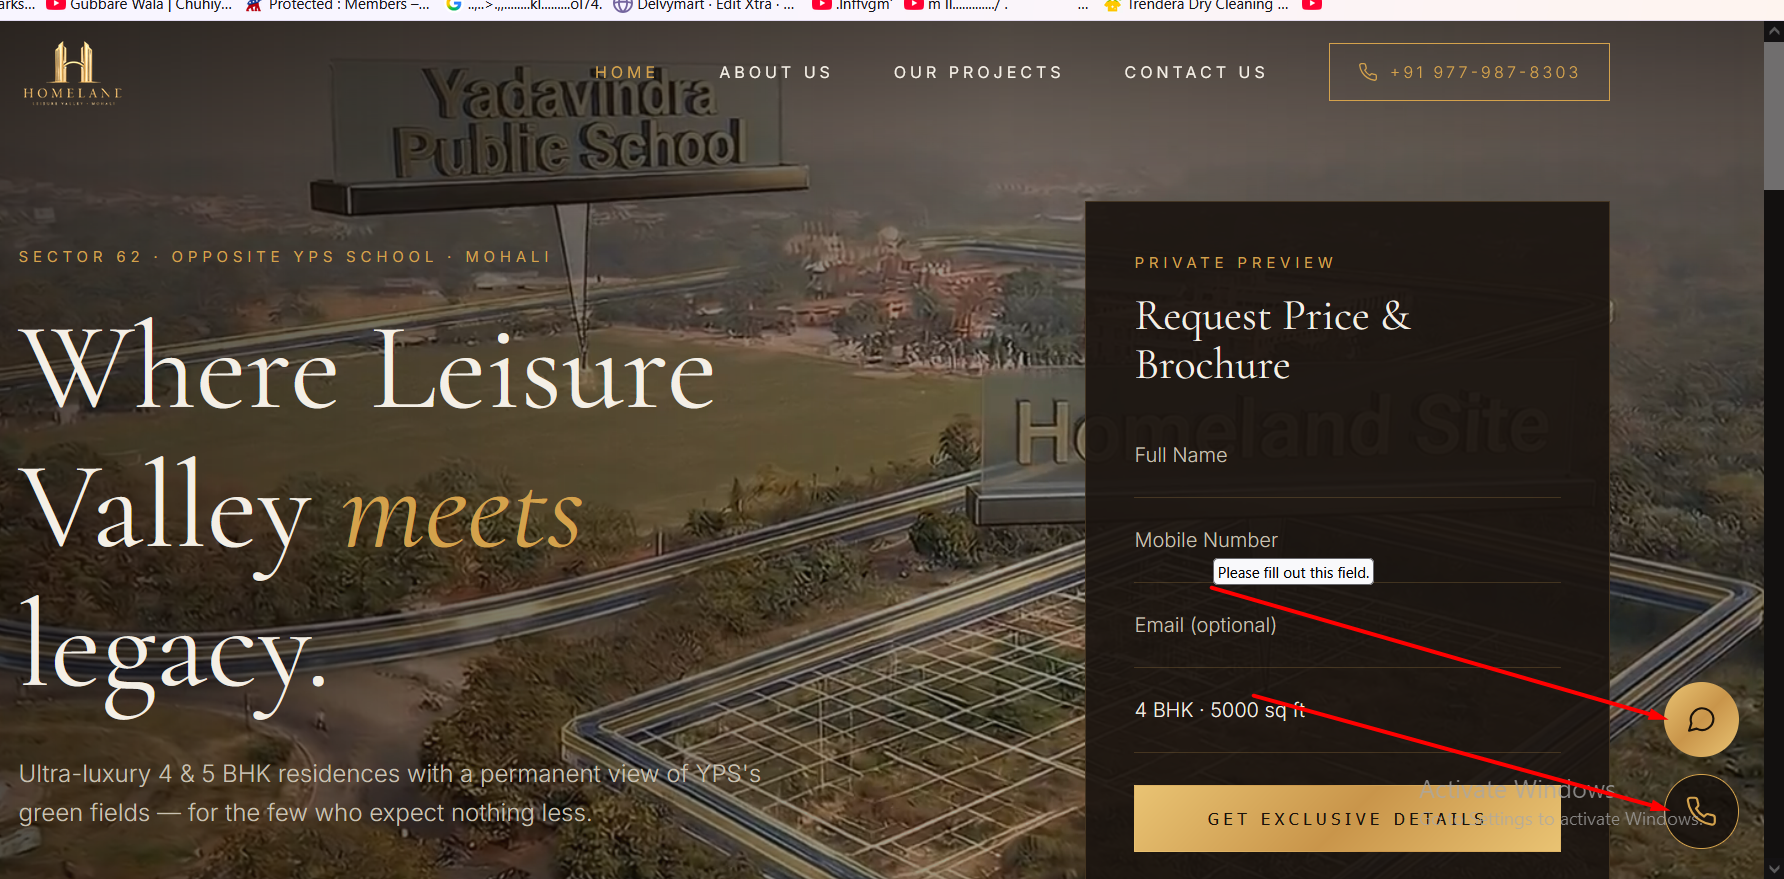 Gubbare Wala | Chuhiy...
Protected : Members –...
Delvymart · Edit Xtra · ...
Trendera Dry Cleaning ...
HOMELAND
LEISURE VALLEY · MOHALI
HOME
ABOUT US
OUR PROJECTS
CONTACT US
+91 977-987-8303
Yadavindra
Public School
SECTOR 62 · OPPOSITE YPS SCHOOL · MOHALI
Where Leisure
Valley meets
legacy.
Ultra-luxury 4 & 5 BHK residences with a permanent view of YPS's
green fields — for the few who expect nothing less.
Homeland Site
PRIVATE PREVIEW
Request Price &
Brochure
Full Name
Mobile Number
Please fill out this field.
Email (optional)
4 BHK · 5000 sq ft
GET EXCLUSIVE DETAILS
Activate Windows
settings to activate Windows.